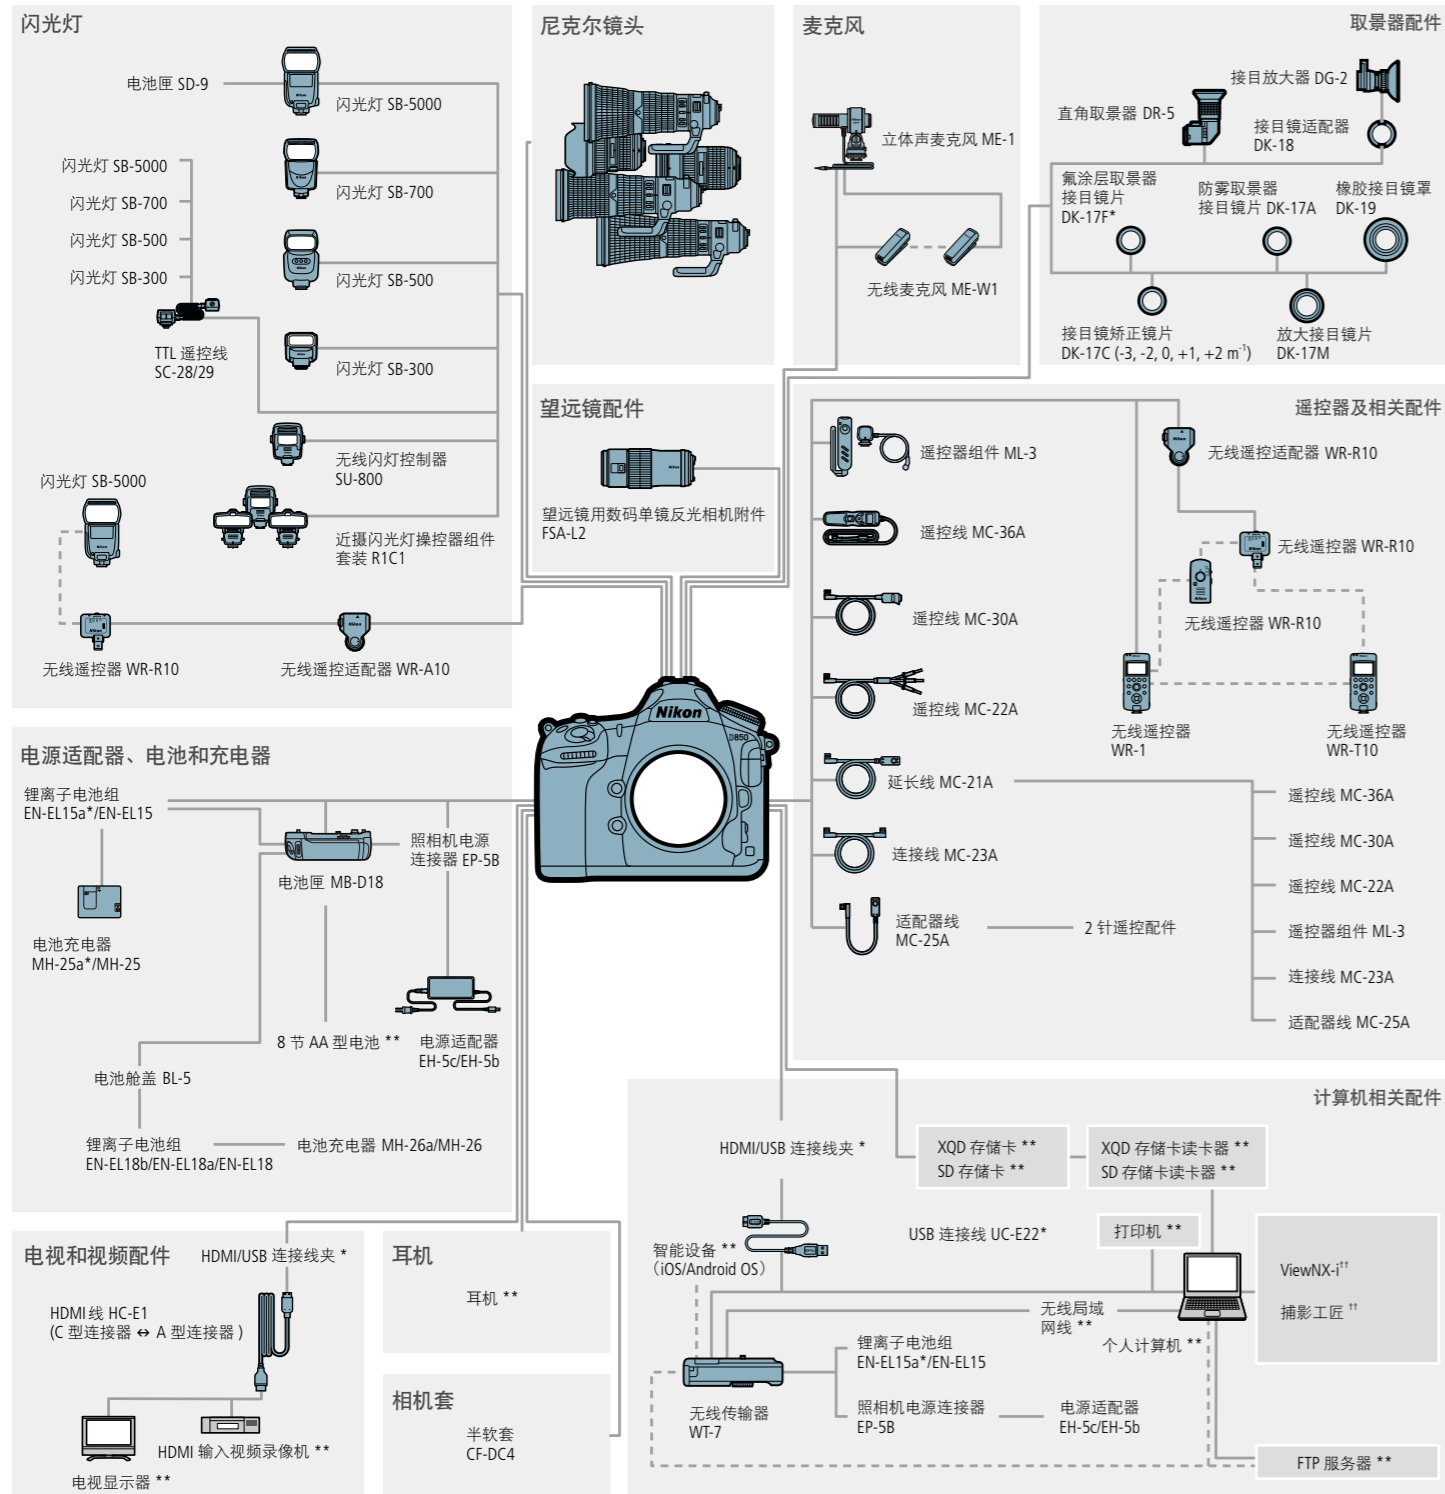 闪光灯
电池匣 SD-9
闪光灯 SB-5000
闪光灯 SB-5000
闪光灯 SB-700
闪光灯 SB-700
闪光灯 SB-500
闪光灯 SB-500
闪光灯 SB-300
TTL 遥控线
SC-28/29
闪光灯 SB-300
无线闪灯控制器
SU-800
闪光灯 SB-5000
近摄闪光灯操控器组件
套装 R1C1
无线遥控器 WR-R10
无线遥控适配器 WR-A10
尼克尔镜头
望远镜配件
望远镜用数码单镜反光相机附件
FSA-L2
麦克风
立体声麦克风 ME-1
无线麦克风 ME-W1
取景器配件
接目放大器 DG-2
直角取景器 DR-5
接目镜适配器
DK-18
氟涂层取景器
接目镜片
DK-17F*
防雾取景器
接目镜片 DK-17A
橡胶接目镜罩
DK-19
接目镜矫正镜片
DK-17C (-3, -2, 0, +1, +2 m⁻¹)
放大接目镜片
DK-17M
遥控器及相关配件
遥控器组件 ML-3
无线遥控适配器 WR-R10
遥控线 MC-36A
无线遥控器 WR-R10
遥控线 MC-30A
无线遥控器 WR-R10
遥控线 MC-22A
无线遥控器
WR-1
无线遥控器
WR-T10
延长线 MC-21A
遥控线 MC-36A
遥控线 MC-30A
连接线 MC-23A
遥控线 MC-22A
适配器线
MC-25A
2 针遥控配件
遥控器组件 ML-3
连接线 MC-23A
适配器线 MC-25A
Nikon
D850
电源适配器、电池和充电器
锂离子电池组
EN-EL15a*/EN-EL15
照相机电源
连接器 EP-5B
电池匣 MB-D18
电池充电器
MH-25a*/MH-25
8 节 AA 型电池 **
电源适配器
EH-5c/EH-5b
电池舱盖 BL-5
锂离子电池组
EN-EL18b/EN-EL18a/EN-EL18
电池充电器 MH-26a/MH-26
电视和视频配件
HDMI/USB 连接线夹 *
HDMI 线 HC-E1
(C 型连接器 ↔ A 型连接器 )
HDMI 输入视频录像机 **
电视显示器 **
耳机
耳机 **
相机套
半软套
CF-DC4
计算机相关配件
HDMI/USB 连接线夹 *
XQD 存储卡 **
SD 存储卡 **
XQD 存储卡读卡器 **
SD 存储卡读卡器 **
USB 连接线 UC-E22*
打印机 **
智能设备 **
（iOS/Android OS）
ViewNX-i††
捕影工匠 ††
无线局域
网线 **
个人计算机 **
锂离子电池组
EN-EL15a*/EN-EL15
无线传输器
WT-7
照相机电源连接器
EP-5B
电源适配器
EH-5c/EH-5b
FTP 服务器 **